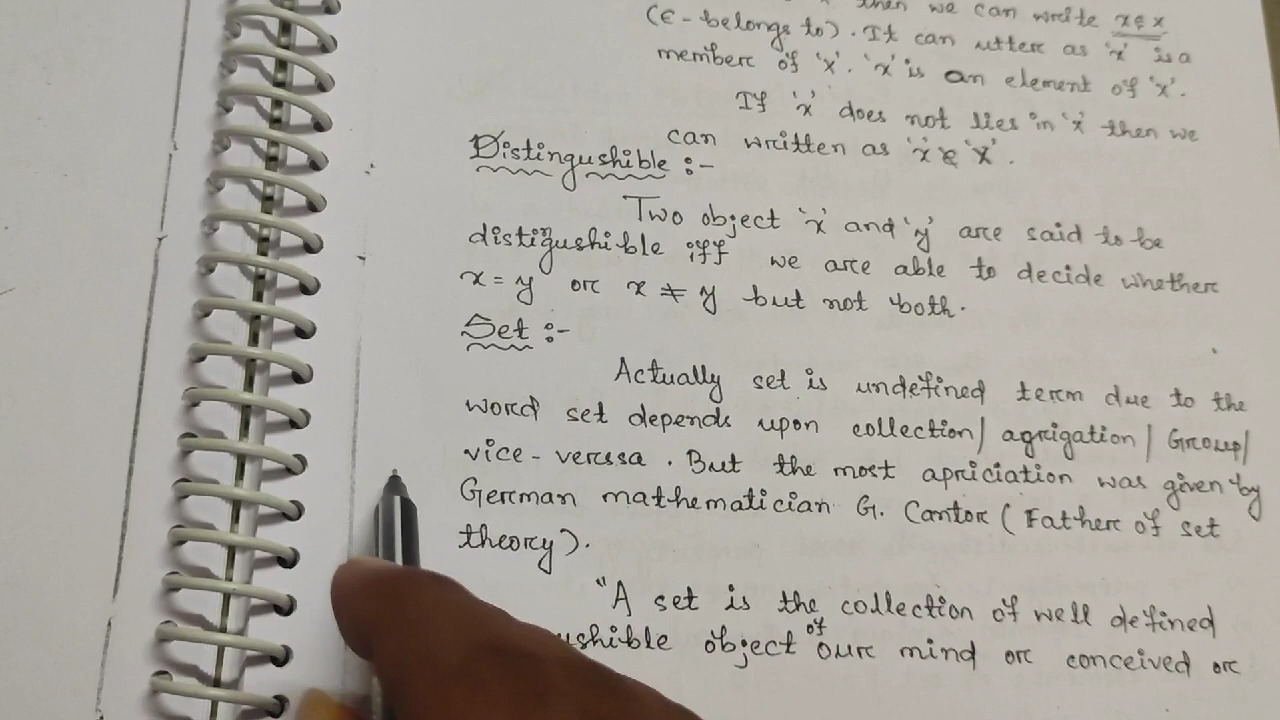 then we can write x∈x
(∈-belongs to). It can utter as 'x' is a
member of 'x'. 'x' is an element of 'x'.
If 'x' does not lies in 'x' then we
can written as 'x' 'x'.
Distingushible :-
Two object 'x' and 'y' are said to be
distigushible iff we are able to decide whether
x = y or x ≠ y but not both.
Set :-
Actually set is undefined term due to the
word set depends upon collection/ agrigation/ Group/
vice-verssa. But the most apriciation was given by
German mathematician G. Cantor (Father of set
theory).
"A set is the collection of well defined
ushible object of our mind or conceived or